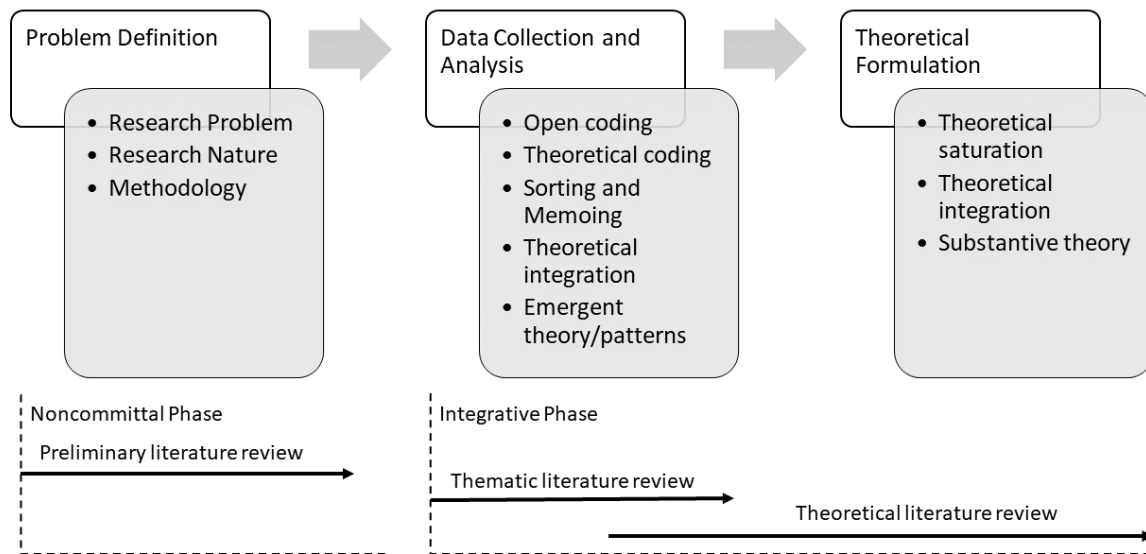 Problem Definition
• Research Problem
• Research Nature
• Methodology
Data Collection and
Analysis
• Open coding
• Theoretical coding
• Sorting and
Memoing
• Theoretical
integration
• Emergent
theory/patterns
Theoretical
Formulation
• Theoretical
saturation
• Theoretical
integration
• Substantive theory
Noncommittal Phase
Preliminary literature review
Integrative Phase
Thematic literature review
Theoretical literature review